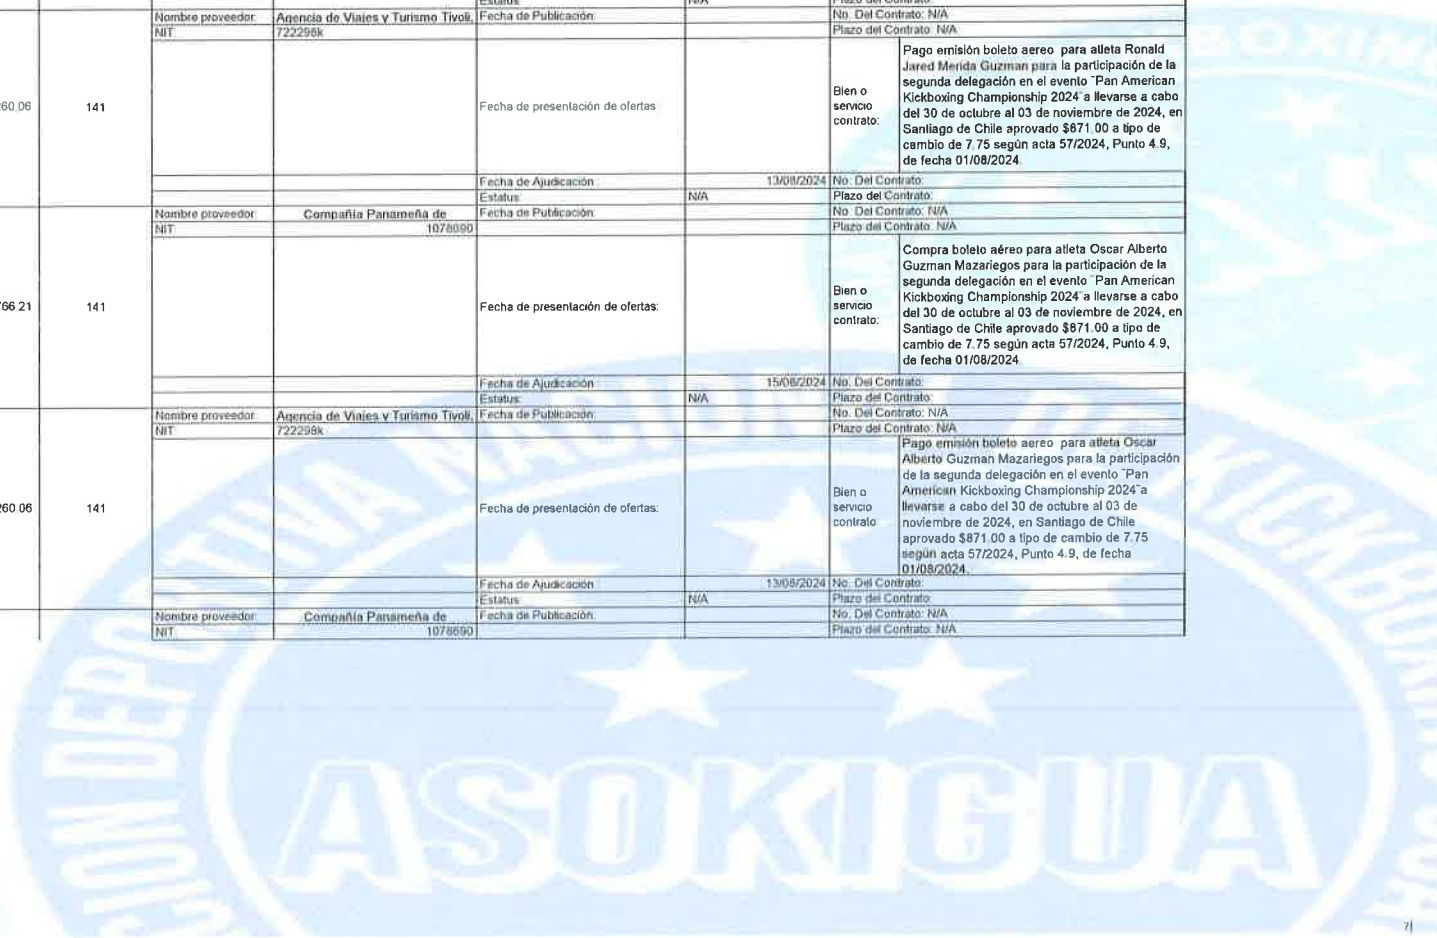 Estatus: N/A Plazo del Contrato:
Nombre proveedor: Agencia de Viajes y Turismo Tivoli, Fecha de Publicación: No. Del Contrato: N/A
NIT 722298k Plazo del Contrato: N/A
260.06 141 Fecha de presentación de ofertas
Bien o
servicio
contrato:
Pago emisión boleto aereo para atleta Ronald
Jared Merida Guzman para la participación de la
segunda delegación en el evento ¨Pan American
Kickboxing Championship 2024¨a llevarse a cabo
del 30 de octubre al 03 de noviembre de 2024, en
Santiago de Chile aprovado $871.00 a tipo de
cambio de 7.75 según acta 57/2024, Punto 4.9,
de fecha 01/08/2024.
Fecha de Ajudicación 13/08/2024 No. Del Contrato:
Estatus: N/A Plazo del Contrato:
Nombre proveedor: Compañía Panameña de Fecha de Publicación: No. Del Contrato: N/A
NIT 1078690 Plazo del Contrato: N/A
766.21 141 Fecha de presentación de ofertas:
Bien o
servicio
contrato:
Compra boleto aéreo para atleta Oscar Alberto
Guzman Mazariegos para la participación de la
segunda delegación en el evento ¨Pan American
Kickboxing Championship 2024¨a llevarse a cabo
del 30 de octubre al 03 de noviembre de 2024, en
Santiago de Chile aprovado $871.00 a tipo de
cambio de 7.75 según acta 57/2024, Punto 4.9,
de fecha 01/08/2024
Fecha de Ajudicación 15/08/2024 No. Del Contrato:
Estatus: N/A Plazo del Contrato:
Nombre proveedor: Agencia de Viajes y Turismo Tivoli, Fecha de Publicación: No. Del Contrato: N/A
NIT 722298k Plazo del Contrato: N/A
260.06 141 Fecha de presentación de ofertas:
Bien o
servicio
contrato
Pago emisión boleto aereo para atleta Oscar
Alberto Guzman Mazariegos para la participación
de la segunda delegación en el evento ¨Pan
American Kickboxing Championship 2024¨a
llevarse a cabo del 30 de octubre al 03 de
noviembre de 2024, en Santiago de Chile
aprovado $871.00 a tipo de cambio de 7.75
según acta 57/2024, Punto 4.9, de fecha
01/08/2024.
Fecha de Ajudicación 13/08/2024 No. Del Contrato:
Estatus N/A Plazo del Contrato:
Nombre proveedor: Compañía Panameña de Fecha de Publicación: No. Del Contrato: N/A
NIT 1078690 Plazo del Contrato: N/A
DEPORTIVA NACIONAL DE KICKBOXING
ASOKIGUA
7|